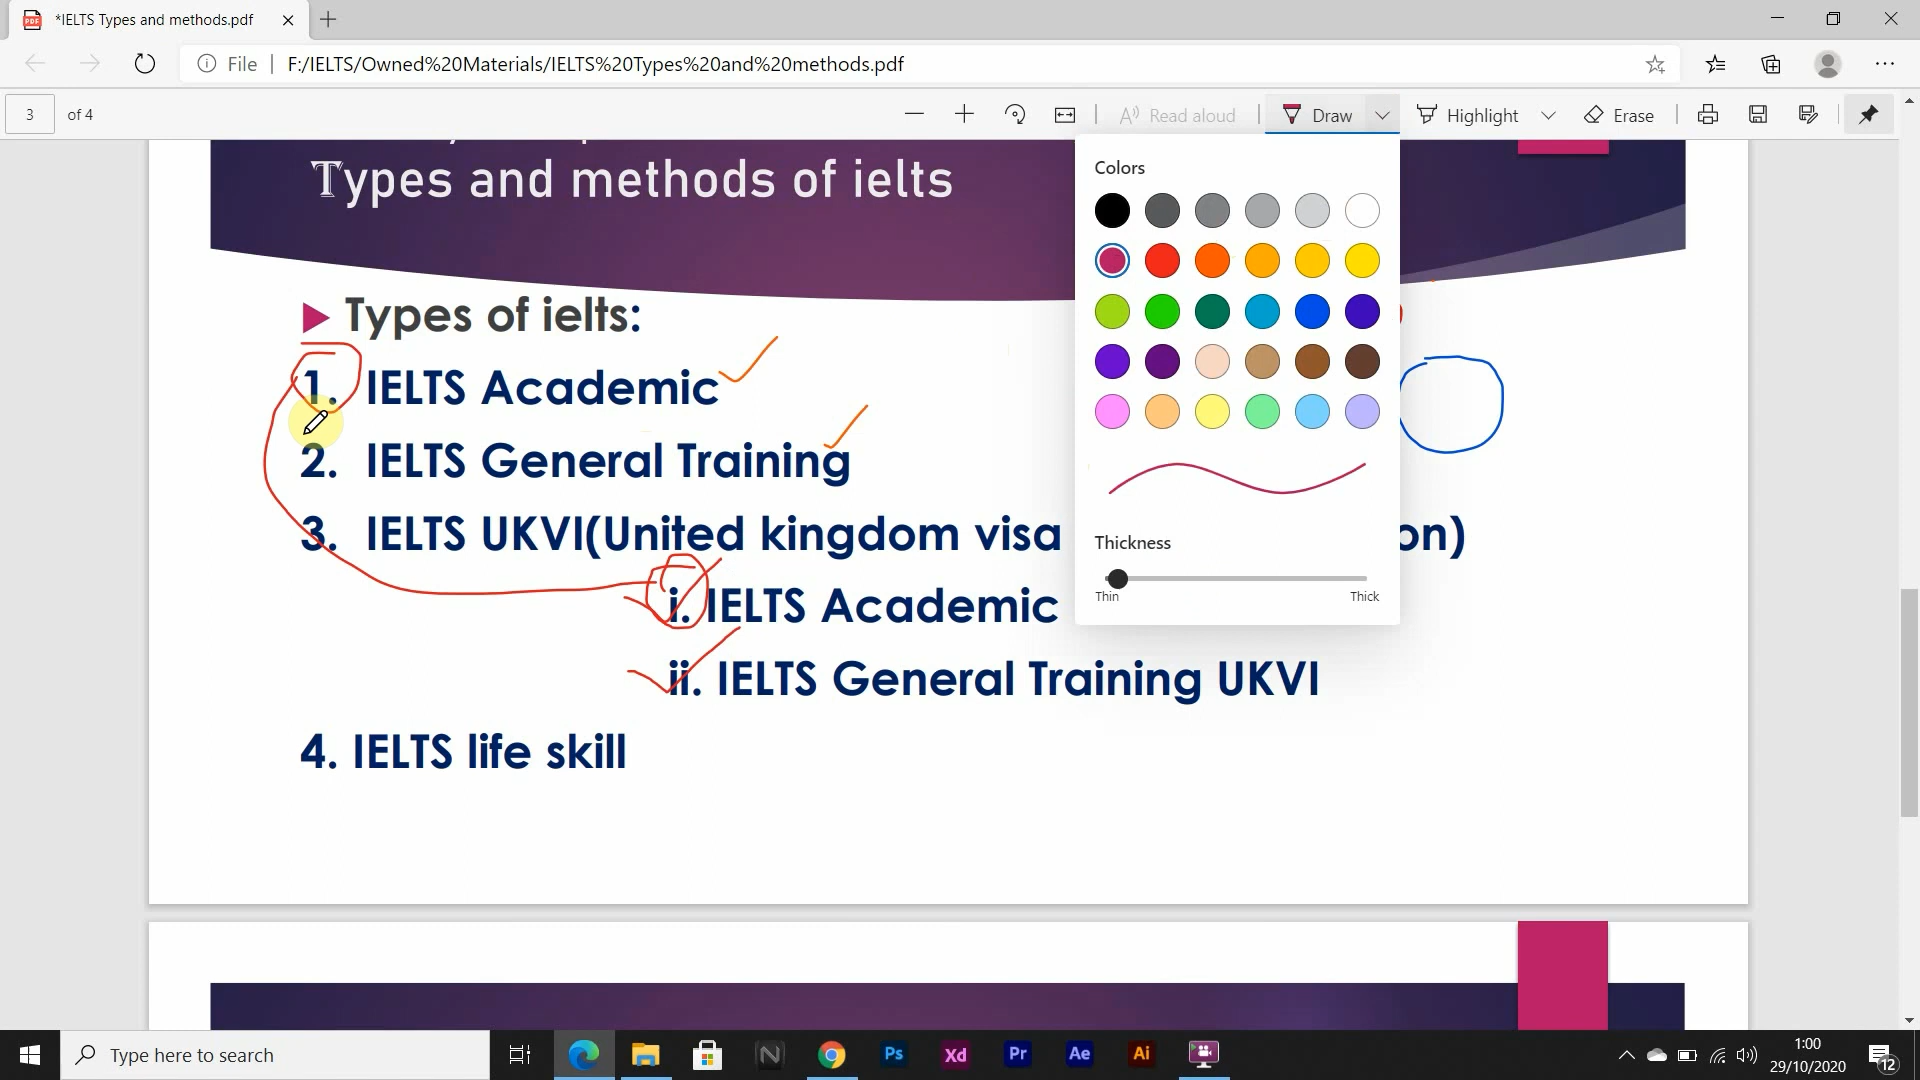 *IELTS Types and methods.pdf
File
F:/IELTS/Owned%20Materials/IELTS%20Types%20and%20methods.pdf
3 of 4
Read aloud
Draw
Highlight
Erase
Types and methods of ielts
Types of ielts:
1. IELTS Academic
2. IELTS General Training
3. IELTS UKVI(United kingdom visa on)
i. IELTS Academic
ii. IELTS General Training UKVI
4. IELTS life skill
Colors
Thickness
Thin Thick
Type here to search
N
Ps
Xd
Pr
Ae
Ai
1:00
29/10/2020
12